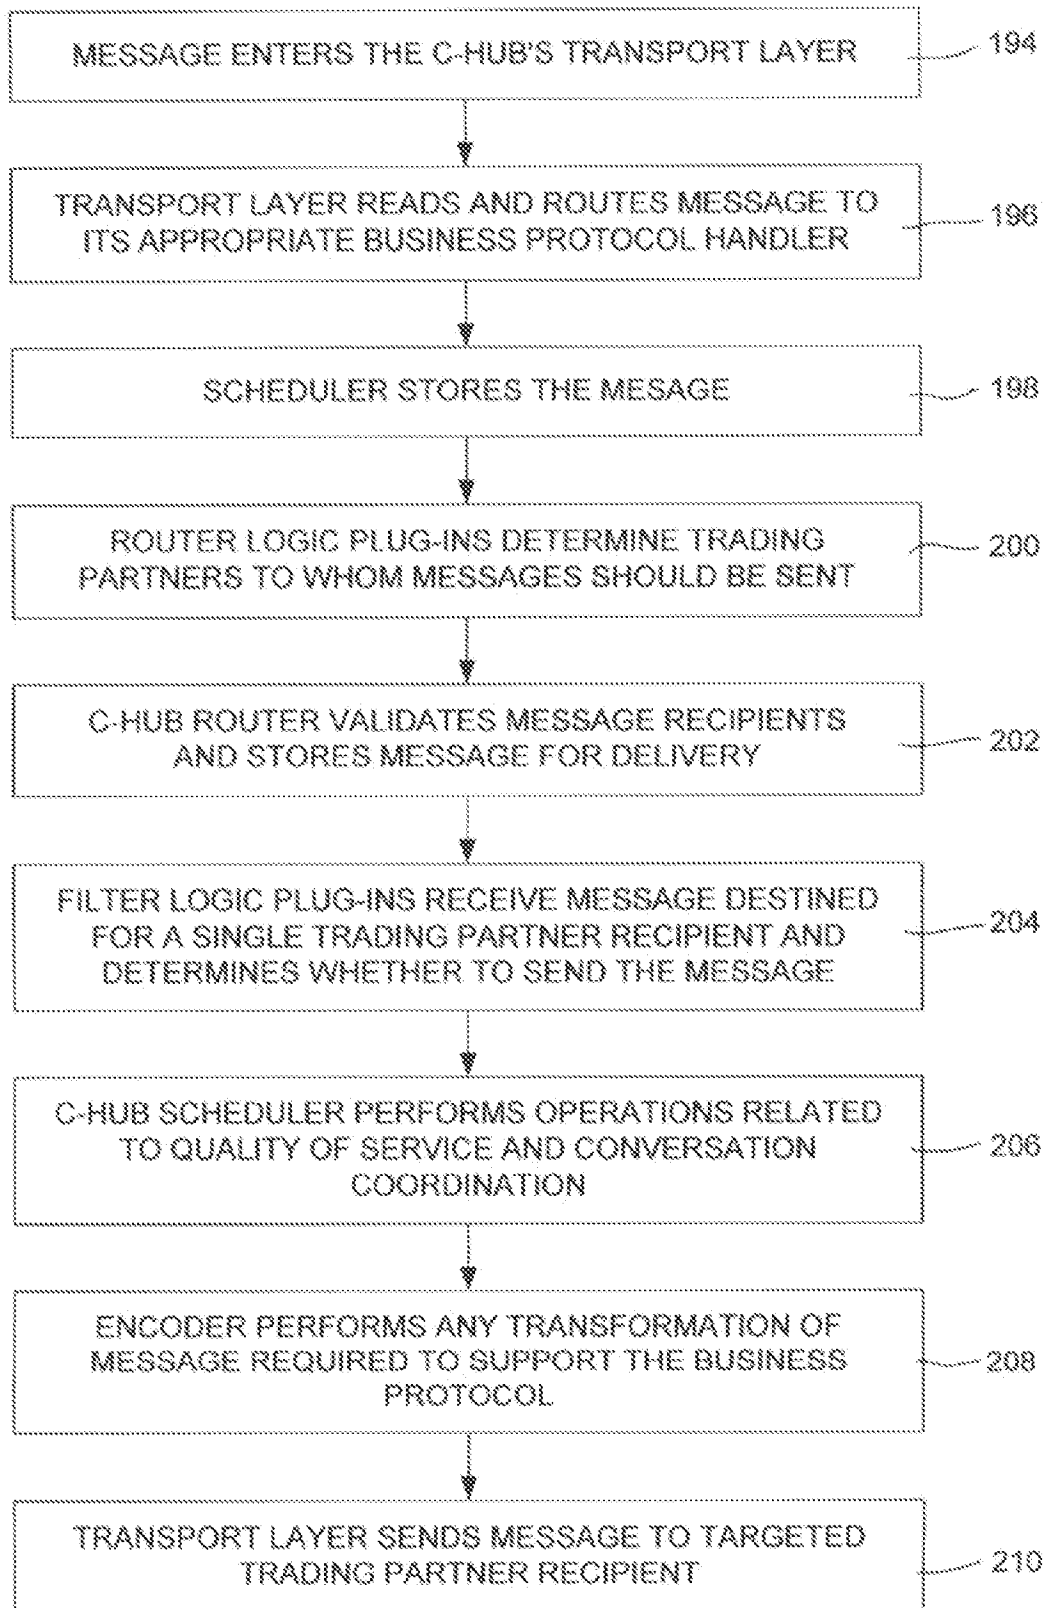 MESSAGE ENTERS THE C-HUB'S TRANSPORT LAYER
194
TRANSPORT LAYER READS AND ROUTES MESSAGE TO
ITS APPROPRIATE BUSINESS PROTOCOL HANDLER
196
SCHEDULER STORES THE MESAGE
198
ROUTER LOGIC PLUG-INS DETERMINE TRADING
PARTNERS TO WHOM MESSAGES SHOULD BE SENT
200
C-HUB ROUTER VALIDATES MESSAGE RECIPIENTS
AND STORES MESSAGE FOR DELIVERY
202
FILTER LOGIC PLUG-INS RECEIVE MESSAGE DESTINED
FOR A SINGLE TRADING PARTNER RECIPIENT AND
DETERMINES WHETHER TO SEND THE MESSAGE
204
C-HUB SCHEDULER PERFORMS OPERATIONS RELATED
TO QUALITY OF SERVICE AND CONVERSATION
COORDINATION
206
ENCODER PERFORMS ANY TRANSFORMATION OF
MESSAGE REQUIRED TO SUPPORT THE BUSINESS
PROTOCOL
208
TRANSPORT LAYER SENDS MESSAGE TO TARGETED
TRADING PARTNER RECIPIENT
210